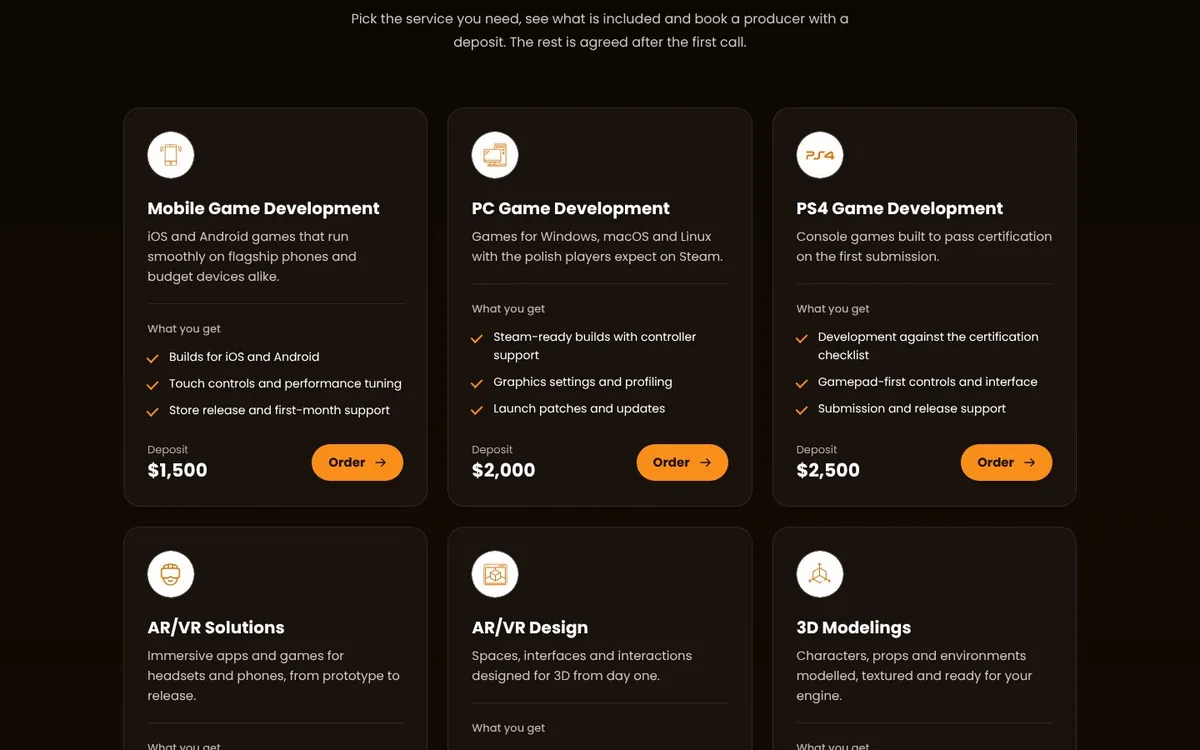 Pick the service you need, see what is included and book a producer with a
deposit. The rest is agreed after the first call.
Mobile Game Development
iOS and Android games that run
smoothly on flagship phones and
budget devices alike.
What you get
Builds for iOS and Android
Touch controls and performance tuning
Store release and first-month support
Deposit
$1,500
Order
PC Game Development
Games for Windows, macOS and Linux
with the polish players expect on Steam.
What you get
Steam-ready builds with controller
support
Graphics settings and profiling
Launch patches and updates
Deposit
$2,000
Order
PS4
PS4 Game Development
Console games built to pass certification
on the first submission.
What you get
Development against the certification
checklist
Gamepad-first controls and interface
Submission and release support
Deposit
$2,500
Order
AR/VR Solutions
Immersive apps and games for
headsets and phones, from prototype to
release.
What you get
AR/VR Design
Spaces, interfaces and interactions
designed for 3D from day one.
What you get
3D Modelings
Characters, props and environments
modelled, textured and ready for your
engine.
What you get